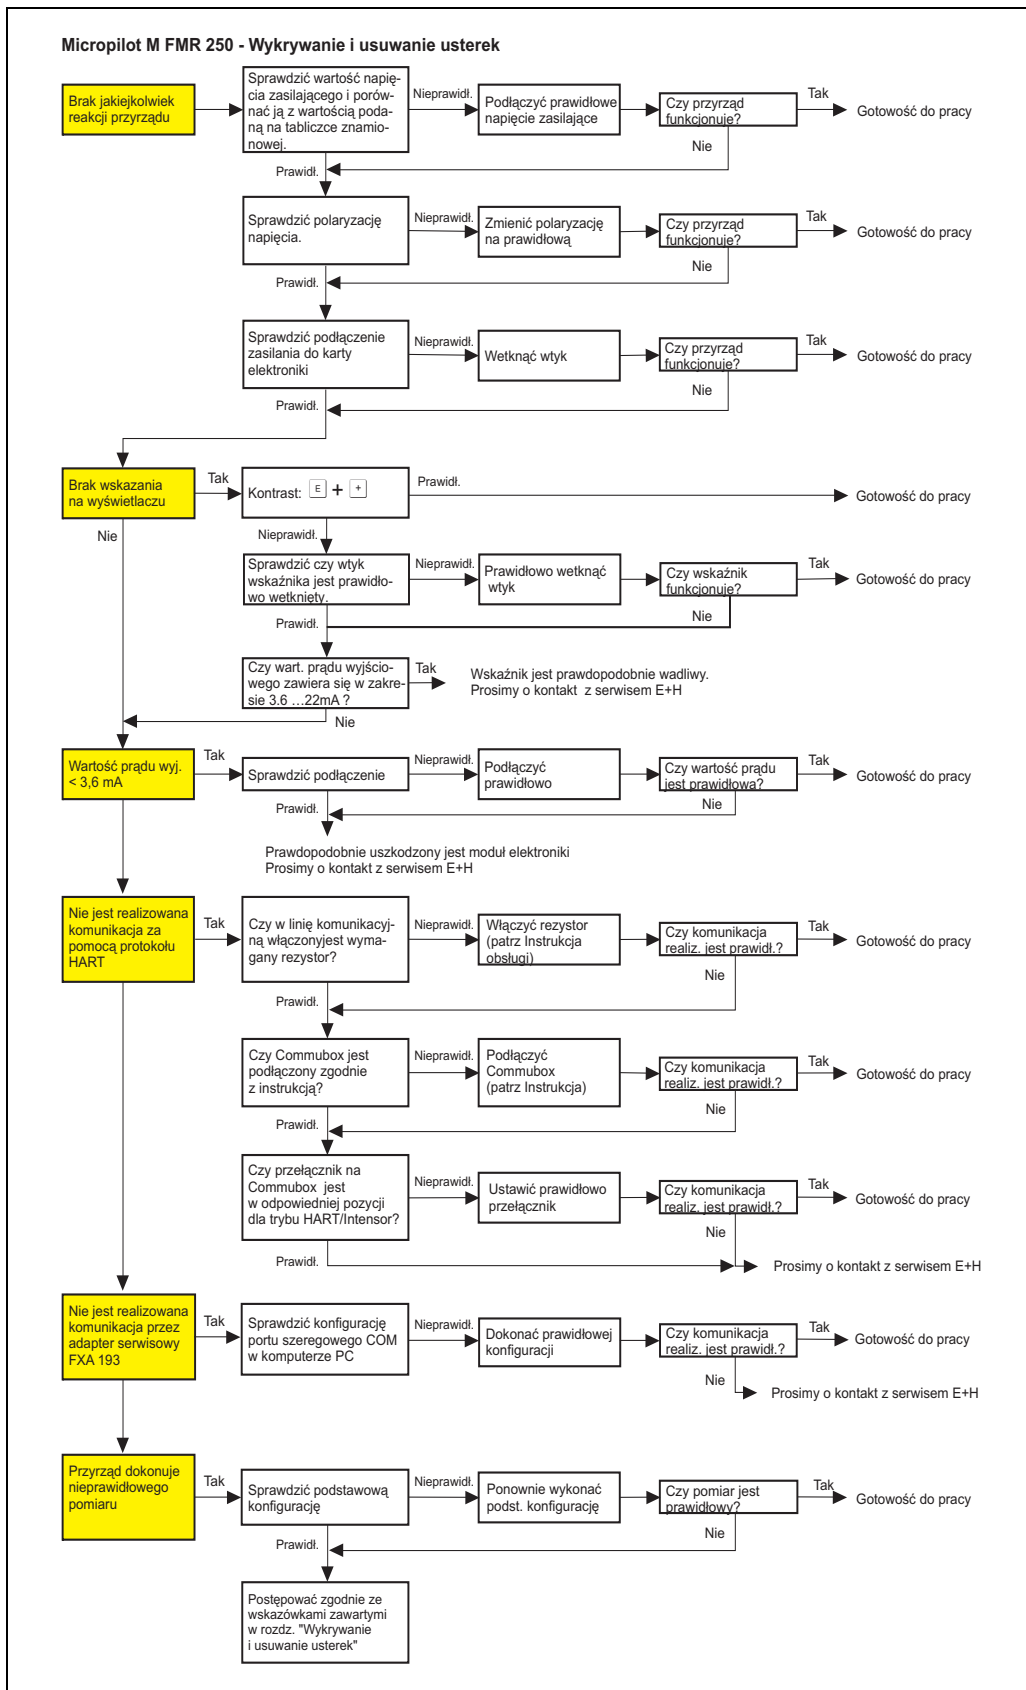 Micropilot M FMR 250 - Wykrywanie i usuwanie usterek
Brak jakiejkolwiek
reakcji przyrządu
Sprawdzić wartość napię-
cia zasilającego i porów-
nać ją z wartością poda-
ną na tabliczce znamio-
nowej.
Nieprawidł.
Podłączyć prawidłowe
napięcie zasilające
Czy przyrząd
funkcjonuje?
Tak
Gotowość do pracy
Nie
Prawidł.
Sprawdzić polaryzację
napięcia.
Nieprawidł.
Zmienić polaryzację
na prawidłową
Czy przyrząd
funkcjonuje?
Tak
Gotowość do pracy
Nie
Prawidł.
Sprawdzić podłączenie
zasilania do karty
elektroniki
Nieprawidł.
Wetknąć wtyk
Czy przyrząd
funkcjonuje?
Tak
Gotowość do pracy
Nie
Prawidł.
Brak wskazania
na wyświetlaczu
Tak
Kontrast: E + +
Prawidł.
Gotowość do pracy
Nie
Nieprawidł.
Sprawdzić czy wtyk
wskaźnika jest prawidło-
wo wetknięty.
Nieprawidł.
Prawidłowo wetknąć
wtyk
Czy wskaźnik
funkcjonuje?
Tak
Gotowość do pracy
Nie
Prawidł.
Czy wart. prądu wyjścio-
wego zawiera się w zakre-
sie 3.6 ...22mA ?
Tak
Wskaźnik jest prawdopodobnie wadliwy.
Prosimy o kontakt z serwisem E+H
Nie
Wartość prądu wyj.
< 3,6 mA
Tak
Sprawdzić podłączenie
Nieprawidł.
Podłączyć
prawidłowo
Czy wartość prądu
jest prawidłowa?
Tak
Gotowość do pracy
Nie
Prawidł.
Prawdopodobnie uszkodzony jest moduł elektroniki
Prosimy o kontakt z serwisem E+H
Nie jest realizowana
komunikacja za
pomocą protokołu
HART
Tak
Czy w linię komunikacyj-
ną włączonyjest wyma-
gany rezystor?
Nieprawidł.
Włączyć rezystor
(patrz Instrukcja
obsługi)
Czy komunikacja
realiz. jest prawidł.?
Tak
Gotowość do pracy
Nie
Prawidł.
Czy Commubox jest
podłączony zgodnie
z instrukcją?
Nieprawidł.
Podłączyć
Commubox
(patrz Instrukcja)
Czy komunikacja
realiz. jest prawidł.?
Tak
Gotowość do pracy
Nie
Prawidł.
Czy przełącznik na
Commubox jest
w odpowiedniej pozycji
dla trybu HART/Intensor?
Nieprawidł.
Ustawić prawidłowo
przełącznik
Czy komunikacja
realiz. jest prawidł.?
Tak
Gotowość do pracy
Nie
Prawidł.
Prosimy o kontakt z serwisem E+H
Nie jest realizowana
komunikacja przez
adapter serwisowy
FXA 193
Tak
Sprawdzić konfigurację
portu szeregowego COM
w komputerze PC
Nieprawidł.
Dokonać prawidłowej
konfiguracji
Czy komunikacja
realiz. jest prawidł.?
Tak
Gotowość do pracy
Nie
Prosimy o kontakt z serwisem E+H
Przyrząd dokonuje
nieprawidłowego
pomiaru
Tak
Sprawdzić podstawową
konfigurację
Nieprawidł.
Ponownie wykonać
podst. konfigurację
Czy pomiar jest
prawidłowy?
Tak
Gotowość do pracy
Nie
Prawidł.
Postępować zgodnie ze
wskazówkami zawartymi
w rozdz. "Wykrywanie
i usuwanie usterek"